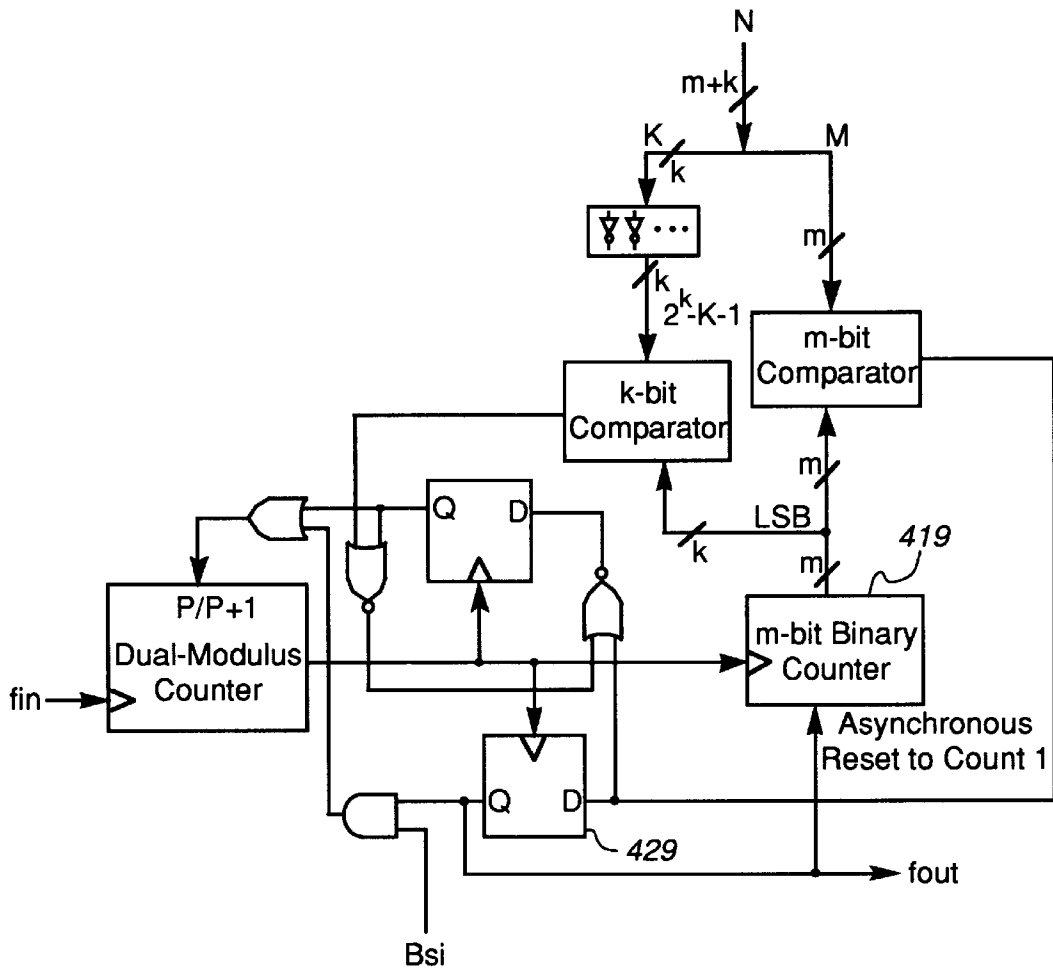 N
m+k
K
M
k
m
k
2^k-K-1
m-bit
Comparator
k-bit
Comparator
m
Q
D
LSB
k
m
419
P/P+1
Dual-Modulus
Counter
m-bit Binary
Counter
fin
Asynchronous
Reset to Count 1
Q
D
429
fout
Bsi